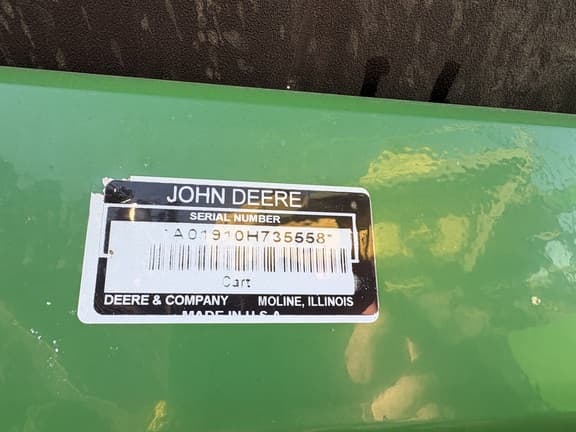 JOHN DEERE
SERIAL NUMBER
*A01910H735558*
Cart
DEERE & COMPANY MOLINE, ILLINOIS
MADE IN U.S.A.